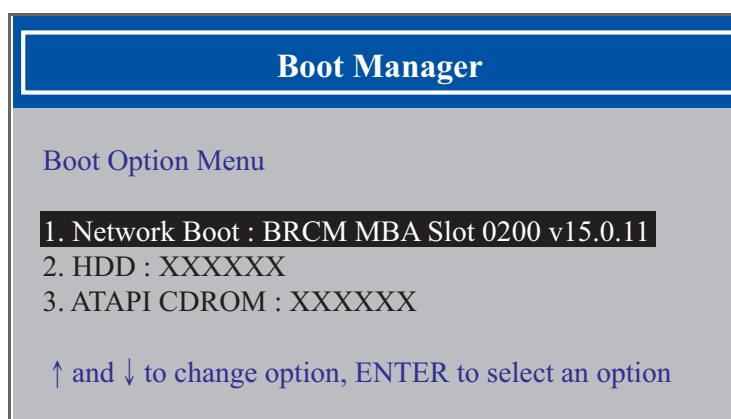 Boot Manager
Boot Option Menu
1. Network Boot : BRCM MBA Slot 0200 v15.0.11
2. HDD : XXXXXX
3. ATAPI CDROM : XXXXXX
↑ and ↓ to change option, ENTER to select an option